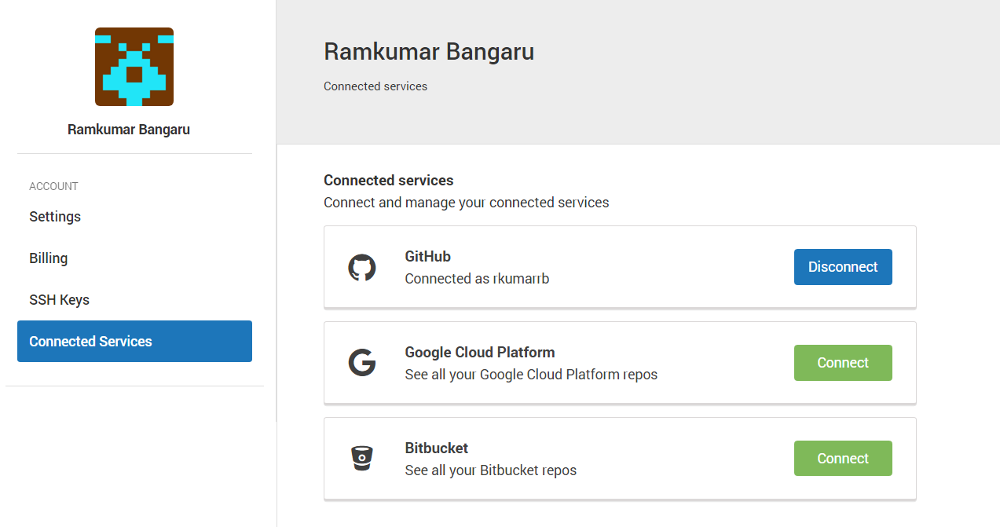 Ramkumar Bangaru
ACCOUNT
Settings
Billing
SSH Keys
Connected Services
Ramkumar Bangaru
Connected services
Connected services
Connect and manage your connected services
GitHub
Connected as rkumarrb
Disconnect
Google Cloud Platform
See all your Google Cloud Platform repos
Connect
Bitbucket
See all your Bitbucket repos
Connect